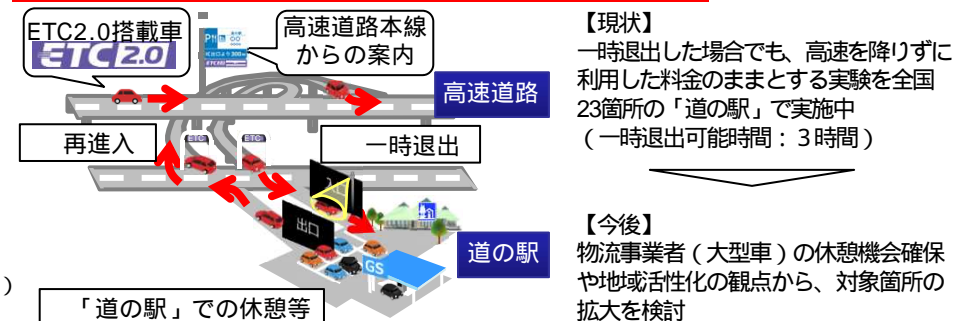 ETC2.0搭載車
ETC 2.0
高速道路本線
からの案内
高速道路
再進入
一時退出
ETC
ETC
入口
出口
GS
道の駅
)
「道の駅」での休憩等
【現状】
一時退出した場合でも、高速を降りずに
利用した料金のままとする実験を全国
23箇所の「道の駅」で実施中
(一時退出可能時間:3時間)
【今後】
物流事業者(大型車)の休憩機会確保
や地域活性化の観点から、対象箇所の
拡大を検討